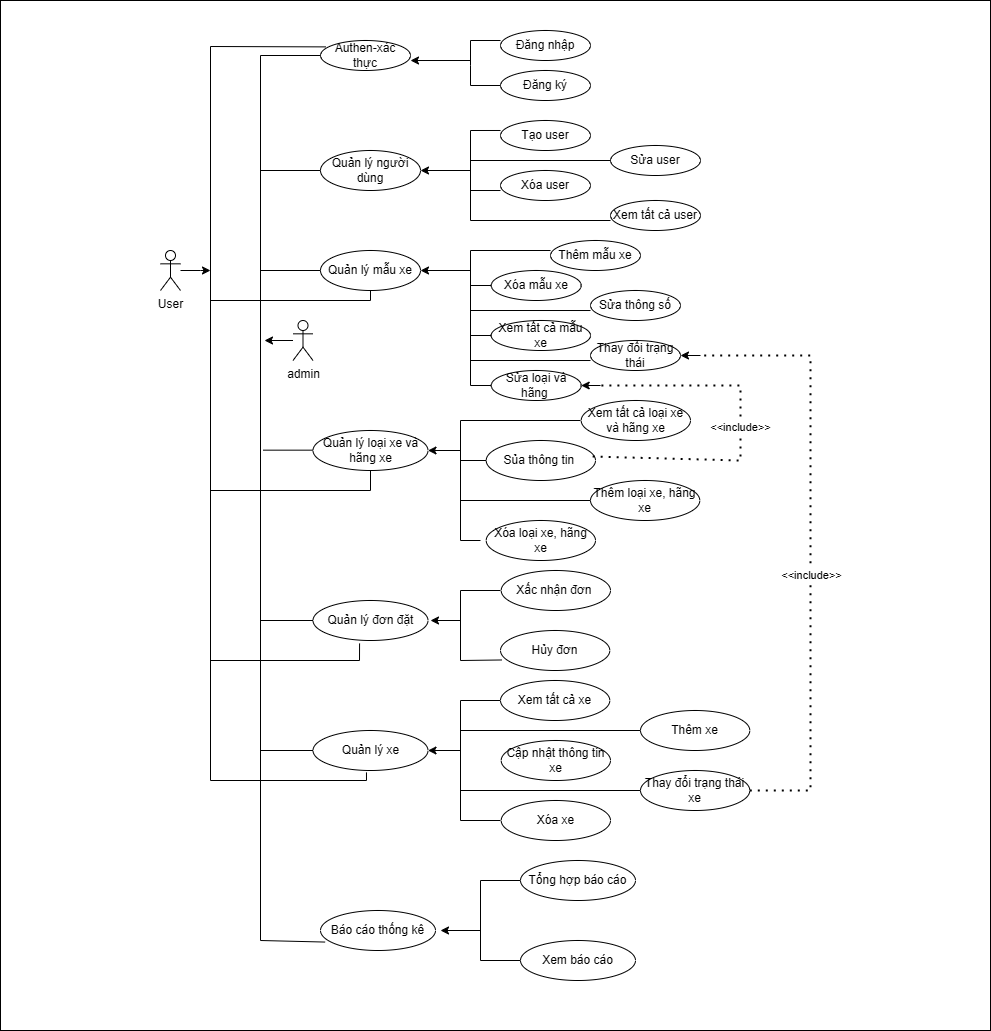 Authen-xác
thực
Đăng nhập
Đăng ký
Quản lý người
dùng
Tạo user
Sửa user
Xóa user
Xem tất cả user
User
Quản lý mẫu xe
Thêm mẫu xe
Xóa mẫu xe
Sửa thông số
Xem tất cả mẫu
xe
Thay đổi trạng
thái
Sửa loại và
hãng
admin
<<include>>
Quản lý loại xe và
hãng xe
Xem tất cả loại xe
và hãng xe
Sủa thông tin
Thêm loại xe, hãng
xe
Xóa loại xe, hãng
xe
<<include>>
Quản lý đơn đặt
Xấc nhận đơn
Hủy đơn
Quản lý xe
Xem tất cả xe
Thêm xe
Cập nhật thông tin
xe
Thay đổi trạng thái
xe
Xóa xe
Báo cáo thống kê
Tổng hợp báo cáo
Xem báo cáo